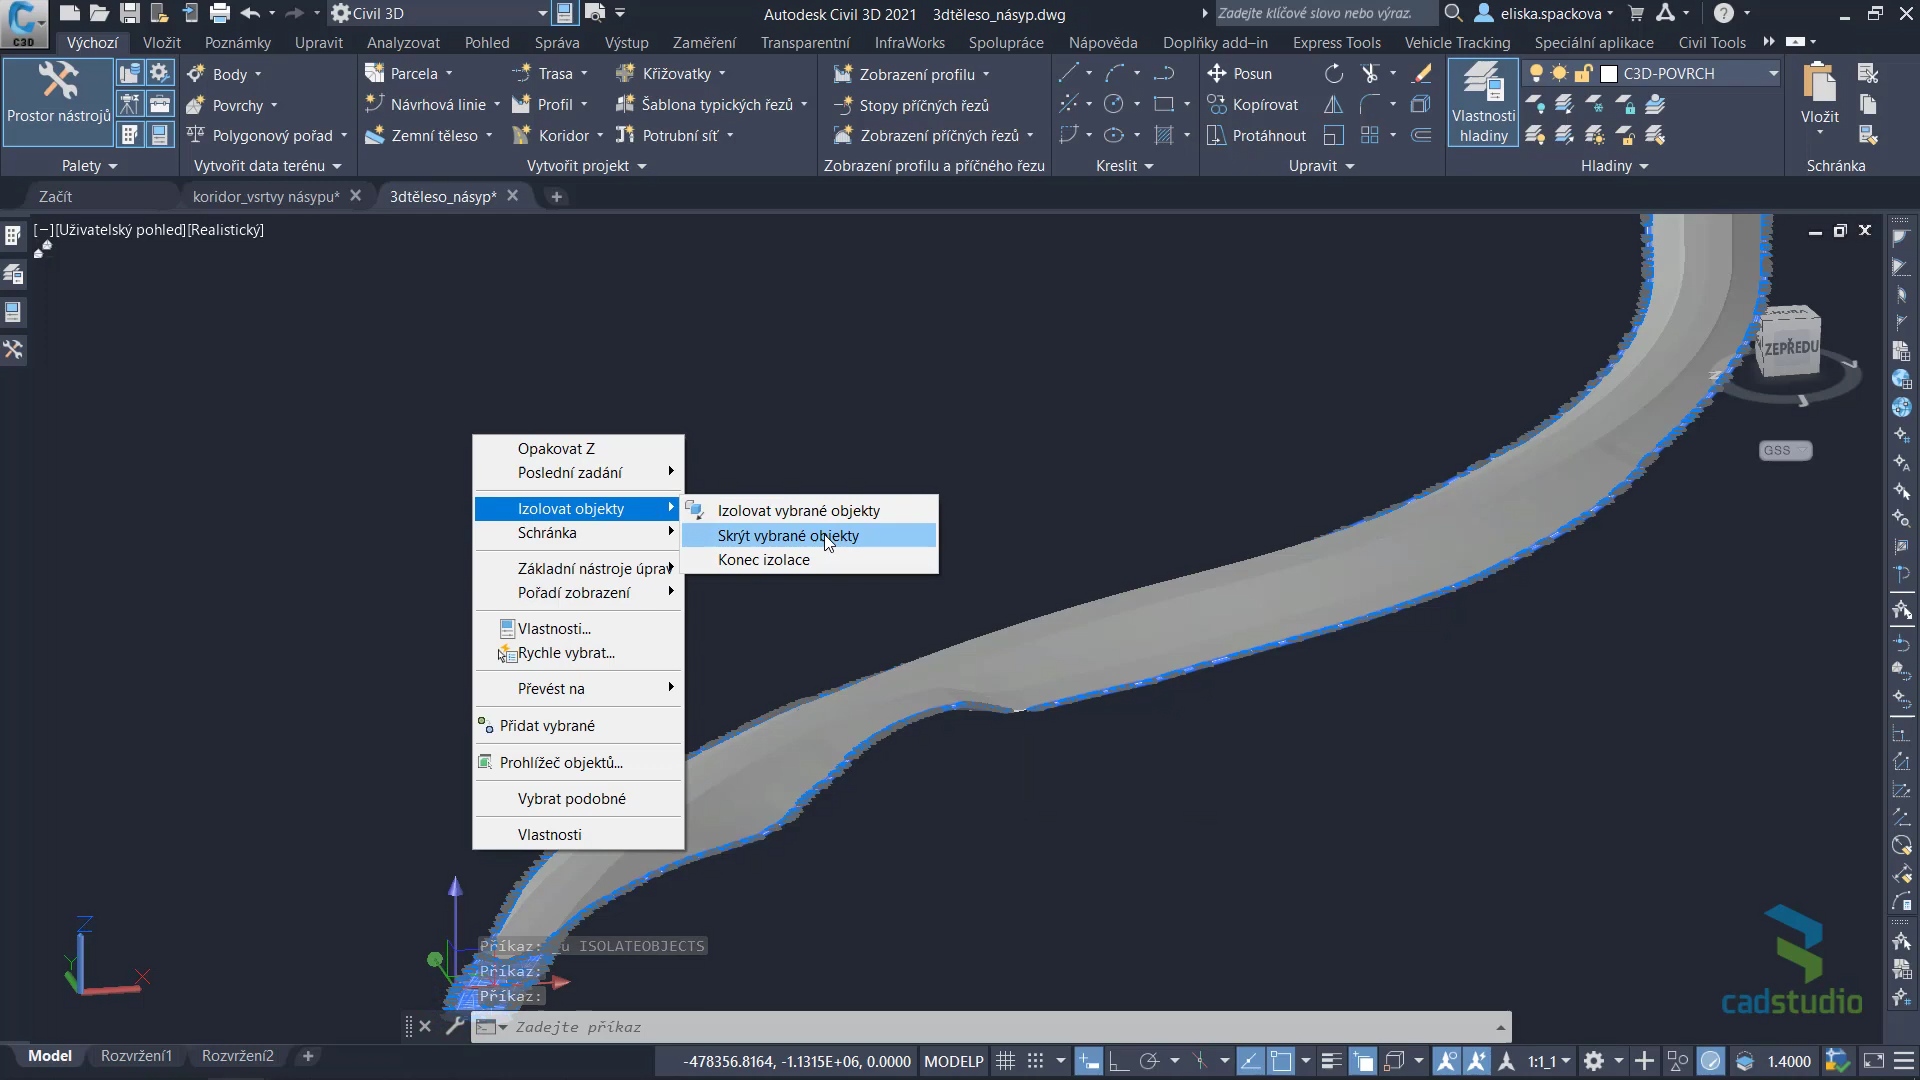 Civil 3D
Autodesk Civil 3D 2021 3dtěleso_násyp.dwg
Zadejte klíčové slovo nebo výraz.
eliska.spackova
C3D
Výchozí Vložit Poznámky Upravit Analyzovat Pohled Správa Výstup Zaměření Transparentní InfraWorks Spolupráce Nápověda Doplňky add-in Express Tools Vehicle Tracking Speciální aplikace Civil Tools
Prostor nástrojů
Body
Povrchy
Polygonový pořad
Parcela
Návrhová linie
Zemní těleso
Trasa
Profil
Koridor
Křižovatky
Šablona typických řezů
Potrubní síť
Zobrazení profilu
Stopy příčných řezů
Zobrazení příčných řezů
Posun
Kopírovat
Protáhnout
Vlastnosti
hladiny
C3D-POVRCH
Vložit
Palety Vytvořit data terénu Vytvořit projekt Zobrazení profilu a příčného řezu Kreslit Upravit Hladiny Schránka
Začít koridor_vsrtvy násypu* 3dtěleso_násyp*
[−][Uživatelský pohled][Realistický]
ZEPŘEDU
GSS
Opakovat Z
Poslední zadání
Izolovat objekty
Schránka
Základní nástroje úprav
Pořadí zobrazení
Vlastnosti...
Rychle vybrat...
Převést na
Přidat vybrané
Prohlížeč objektů...
Vybrat podobné
Vlastnosti
Izolovat vybrané objekty
Skrýt vybrané objekty
Konec izolace
Příkaz: _u ISOLATEOBJECTS
Příkaz:
Příkaz:
Z
Y
X
Zadejte příkaz
cadstudio
Model Rozvržení1 Rozvržení2
-478356.8164, -1.1315E+06, 0.0000 MODELP
1:1_1
1.4000